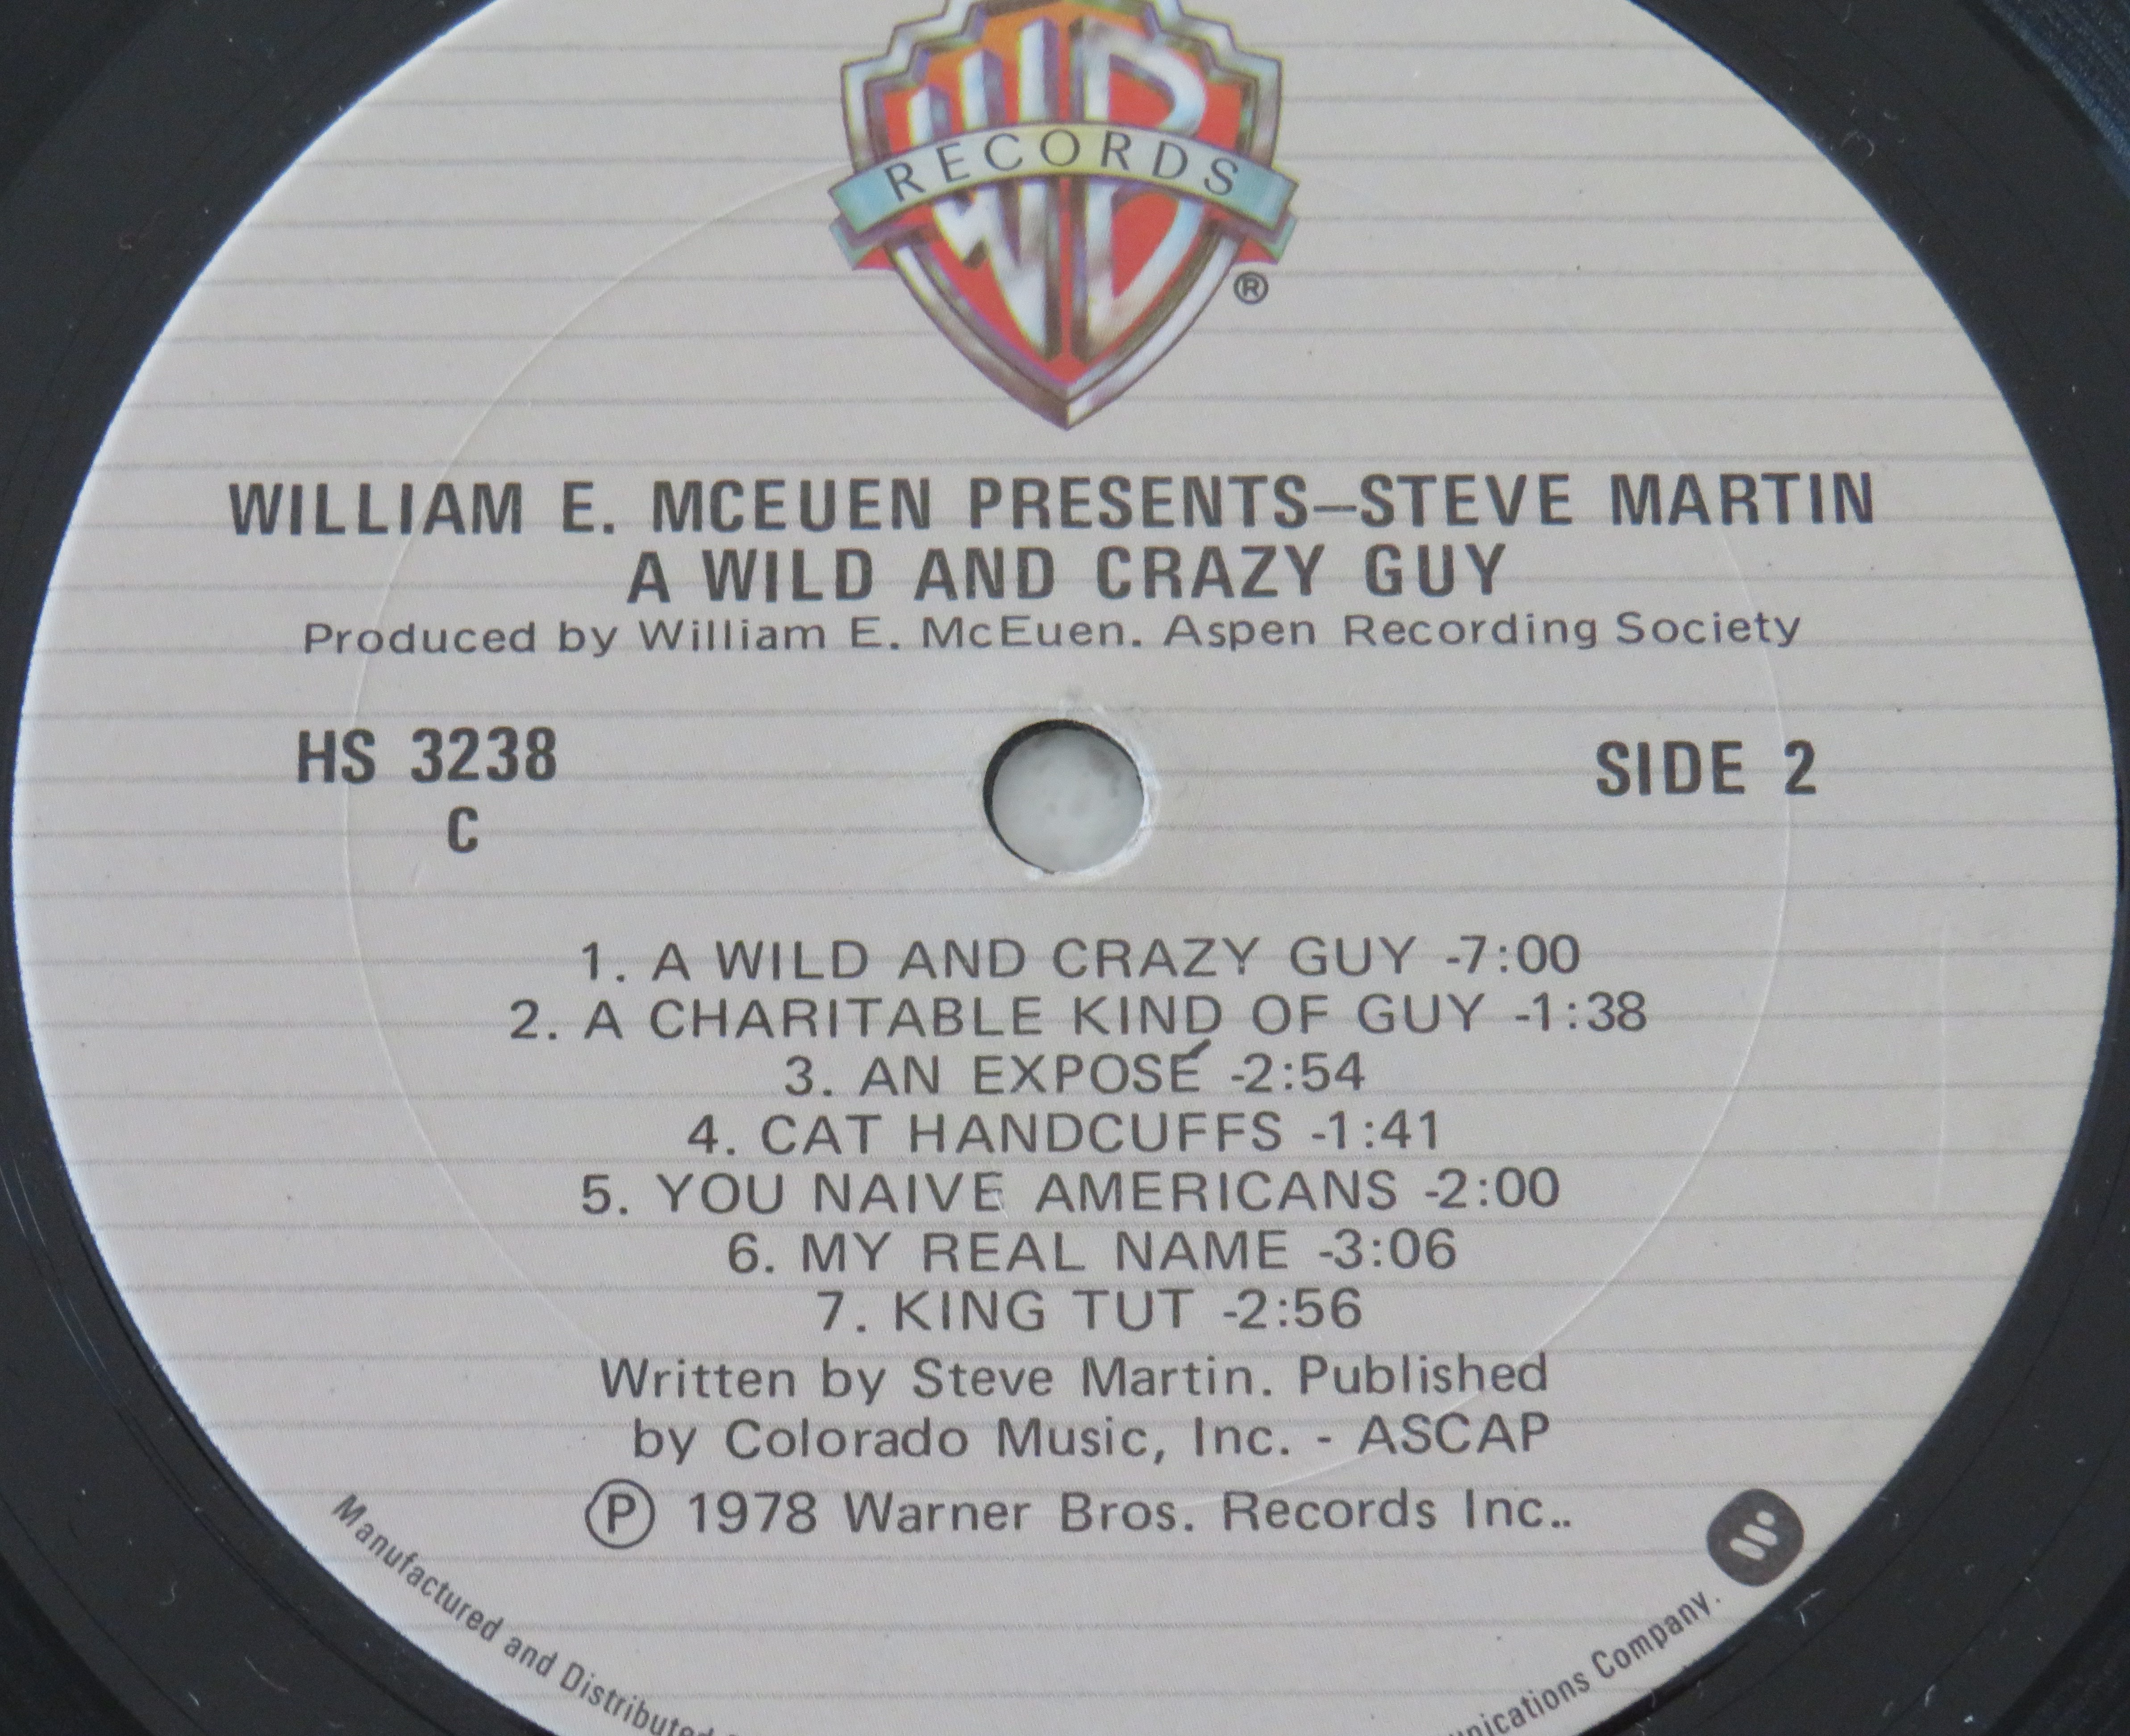 WB
RECORDS
®
WILLIAM E. MCEUEN PRESENTS—STEVE MARTIN
A WILD AND CRAZY GUY
Produced by William E. McEuen. Aspen Recording Society
HS 3238
C
SIDE 2
1. A WILD AND CRAZY GUY -7:00
2. A CHARITABLE KIND OF GUY -1:38
3. AN EXPOSÉ -2:54
4. CAT HANDCUFFS -1:41
5. YOU NAIVE AMERICANS -2:00
6. MY REAL NAME -3:06
7. KING TUT -2:56
Written by Steve Martin. Published
by Colorado Music, Inc. - ASCAP
Ⓟ 1978 Warner Bros. Records Inc..
Manufactured and Distributed
Company.